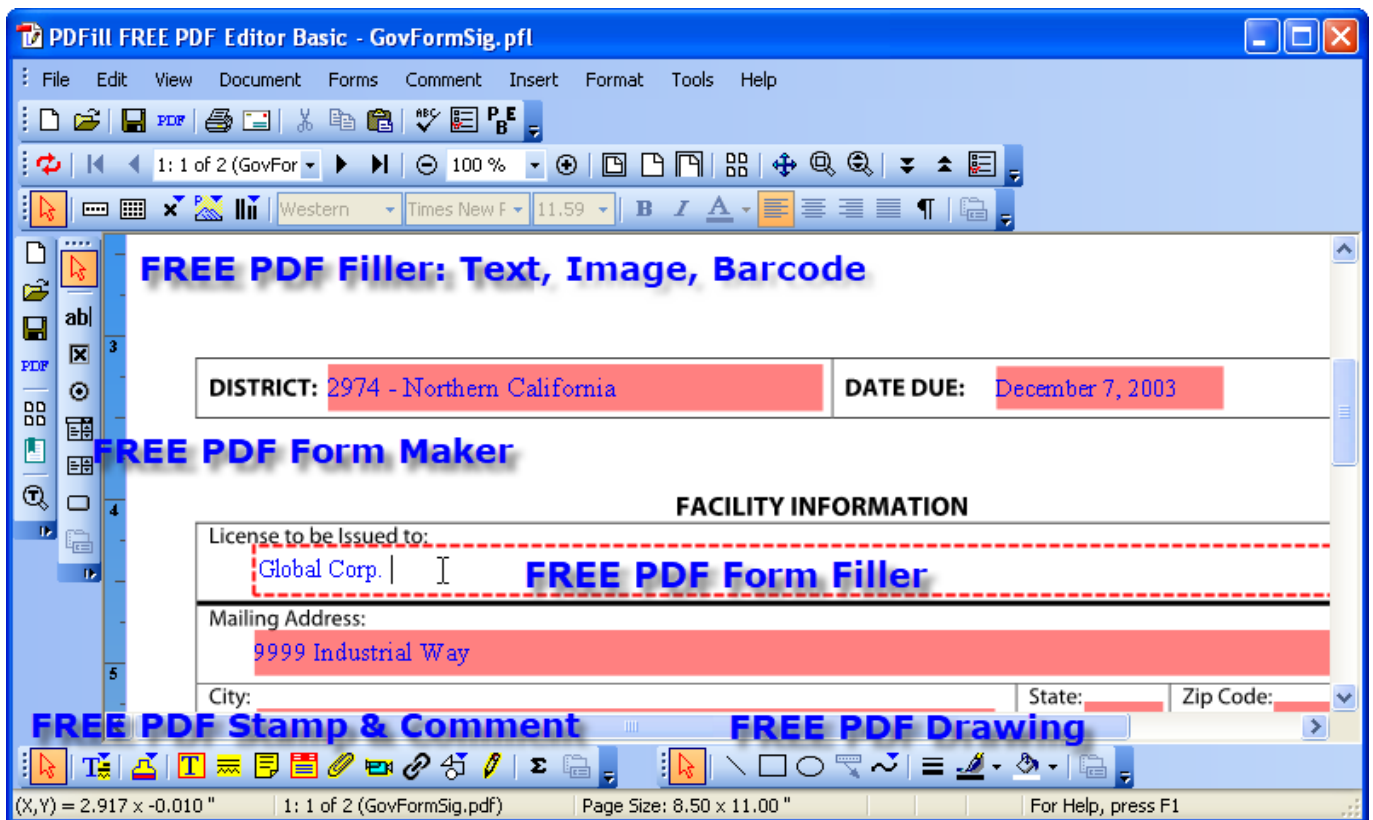 PDFill FREE PDF Editor Basic - GovFormSig.pfl
File Edit View Document Forms Comment Insert Format Tools Help
PDF ABC P B E
1: 1 of 2 (GovFor 100 %
Western Times New F 11.59 B I A
FREE PDF Filler: Text, Image, Barcode
ab
3
PDF
DISTRICT: 2974 - Northern California DATE DUE: December 7, 2003
FREE PDF Form Maker
4
FACILITY INFORMATION
License to be Issued to:
Global Corp.
FREE PDF Form Filler
Mailing Address:
9999 Industrial Way
5
City: State: Zip Code:
FREE PDF Stamp & Comment FREE PDF Drawing
T T Σ
(X,Y) = 2.917 x -0.010 " 1: 1 of 2 (GovFormSig.pdf) Page Size: 8.50 x 11.00 " For Help, press F1